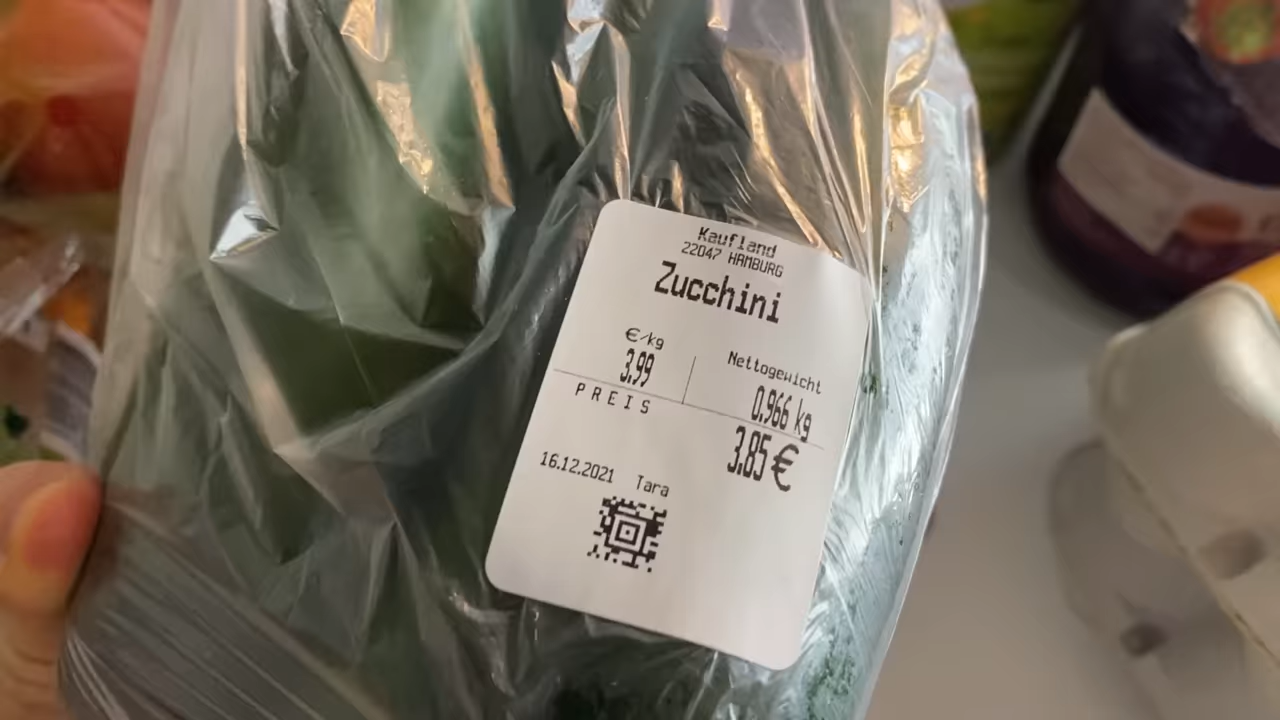 Kaufland
22047 HAMBURG
Zucchini
€/kg
3.99
Nettogewicht
0.966 kg
PREIS
3.85 €
16.12.2021 Tara